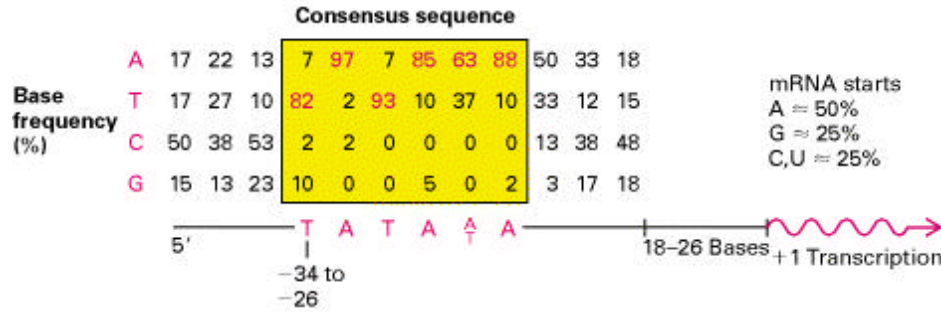 Consensus sequence
Base frequency (%)
A 17 22 13 7 97 7 85 63 88 50 33 18
T 17 27 10 82 2 93 10 37 10 33 12 15
C 50 38 53 2 2 0 0 0 0 13 38 48
G 15 13 23 10 0 0 5 0 2 3 17 18
mRNA starts
A ≈ 50%
G ≈ 25%
C,U ≈ 25%
T A T A A/T A
5′
18–26 Bases
+1 Transcription
−34 to
−26